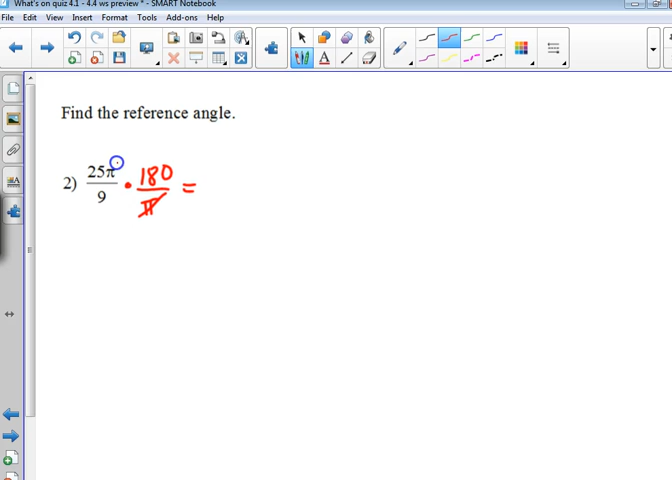 What's on quiz 4.1 - 4.4 ws preview * - SMART Notebook
File Edit View Insert Format Tools Add-ons Help
Find the reference angle.
2) 25π/9 • 180/π =